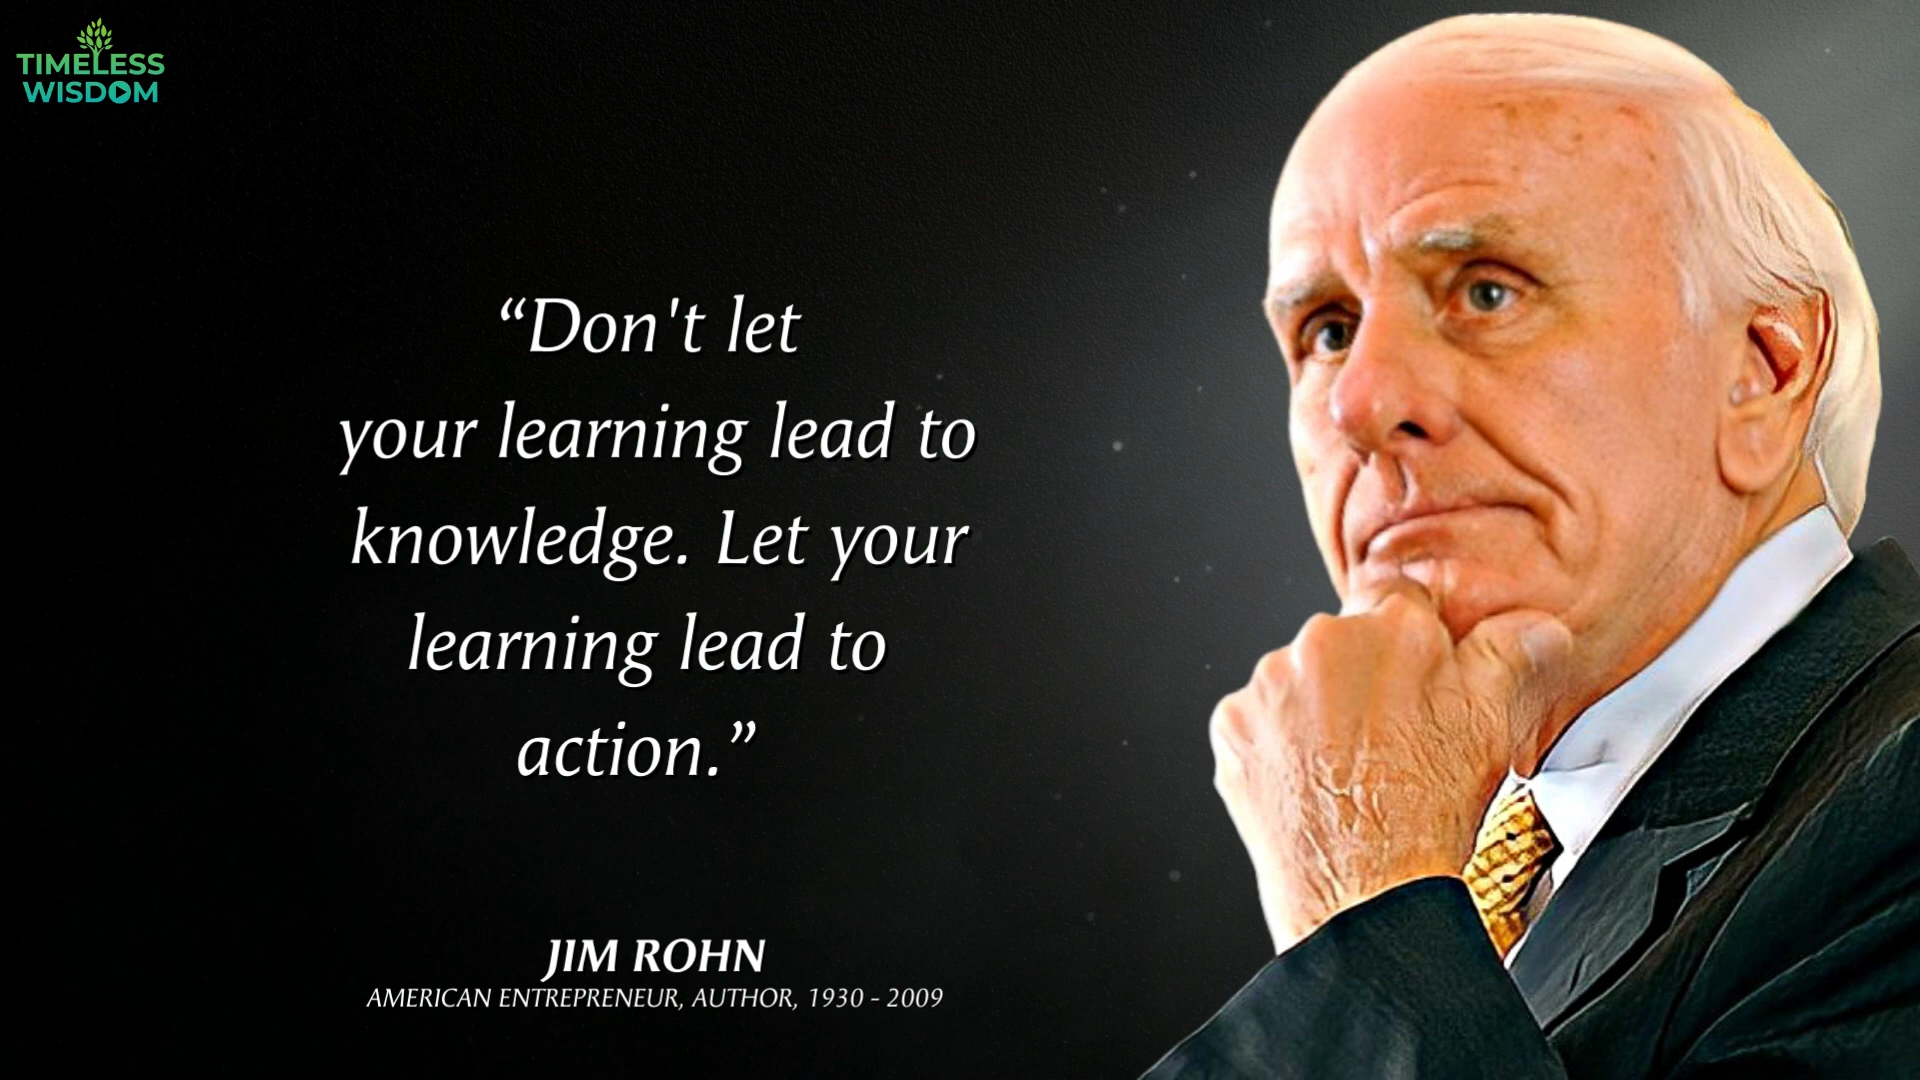 TIMELESS
WISDOM
“Don't let
your learning lead to
knowledge. Let your
learning lead to
action.”
JIM ROHN
AMERICAN ENTREPRENEUR, AUTHOR, 1930 - 2009